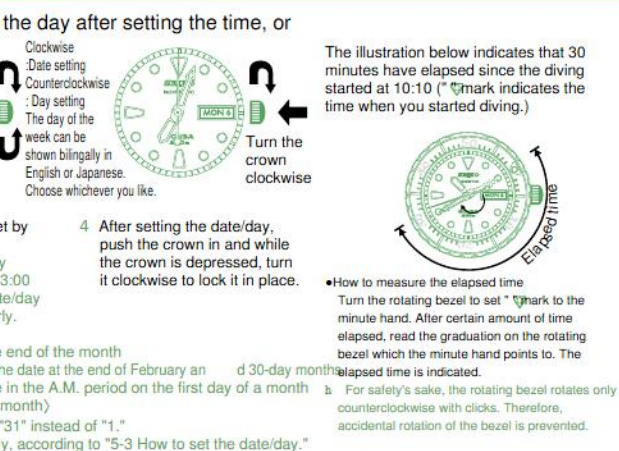 the day after setting the time, or
Clockwise
:Date setting
Counterclockwise
: Day setting
The day of the
week can be
shown bilingally in
English or Japanese.
Choose whichever you like.
MON 6
Turn the
crown
clockwise
et by
y
3:00
te/day
rly.
4 After setting the date/day,
push the crown in and while
the crown is depressed, turn
it clockwise to lock it in place.
e end of the month
he date at the end of February an d 30-day months
e in the A.M. period on the first day of a month
month〉
"31" instead of "1."
ly, according to "5-3 How to set the date/day."
The illustration below indicates that 30
minutes have elapsed since the diving
started at 10:10 (" "mark indicates the
time when you started diving.)
Elapsed time
●How to measure the elapsed time
Turn the rotating bezel to set " "mark to the
minute hand. After certain amount of time
elapsed, read the graduation on the rotating
bezel which the minute hand points to. The
elapsed time is indicated.
h For safety's sake, the rotating bezel rotates only
counterclockwise with clicks. Therefore,
accidental rotation of the bezel is prevented.